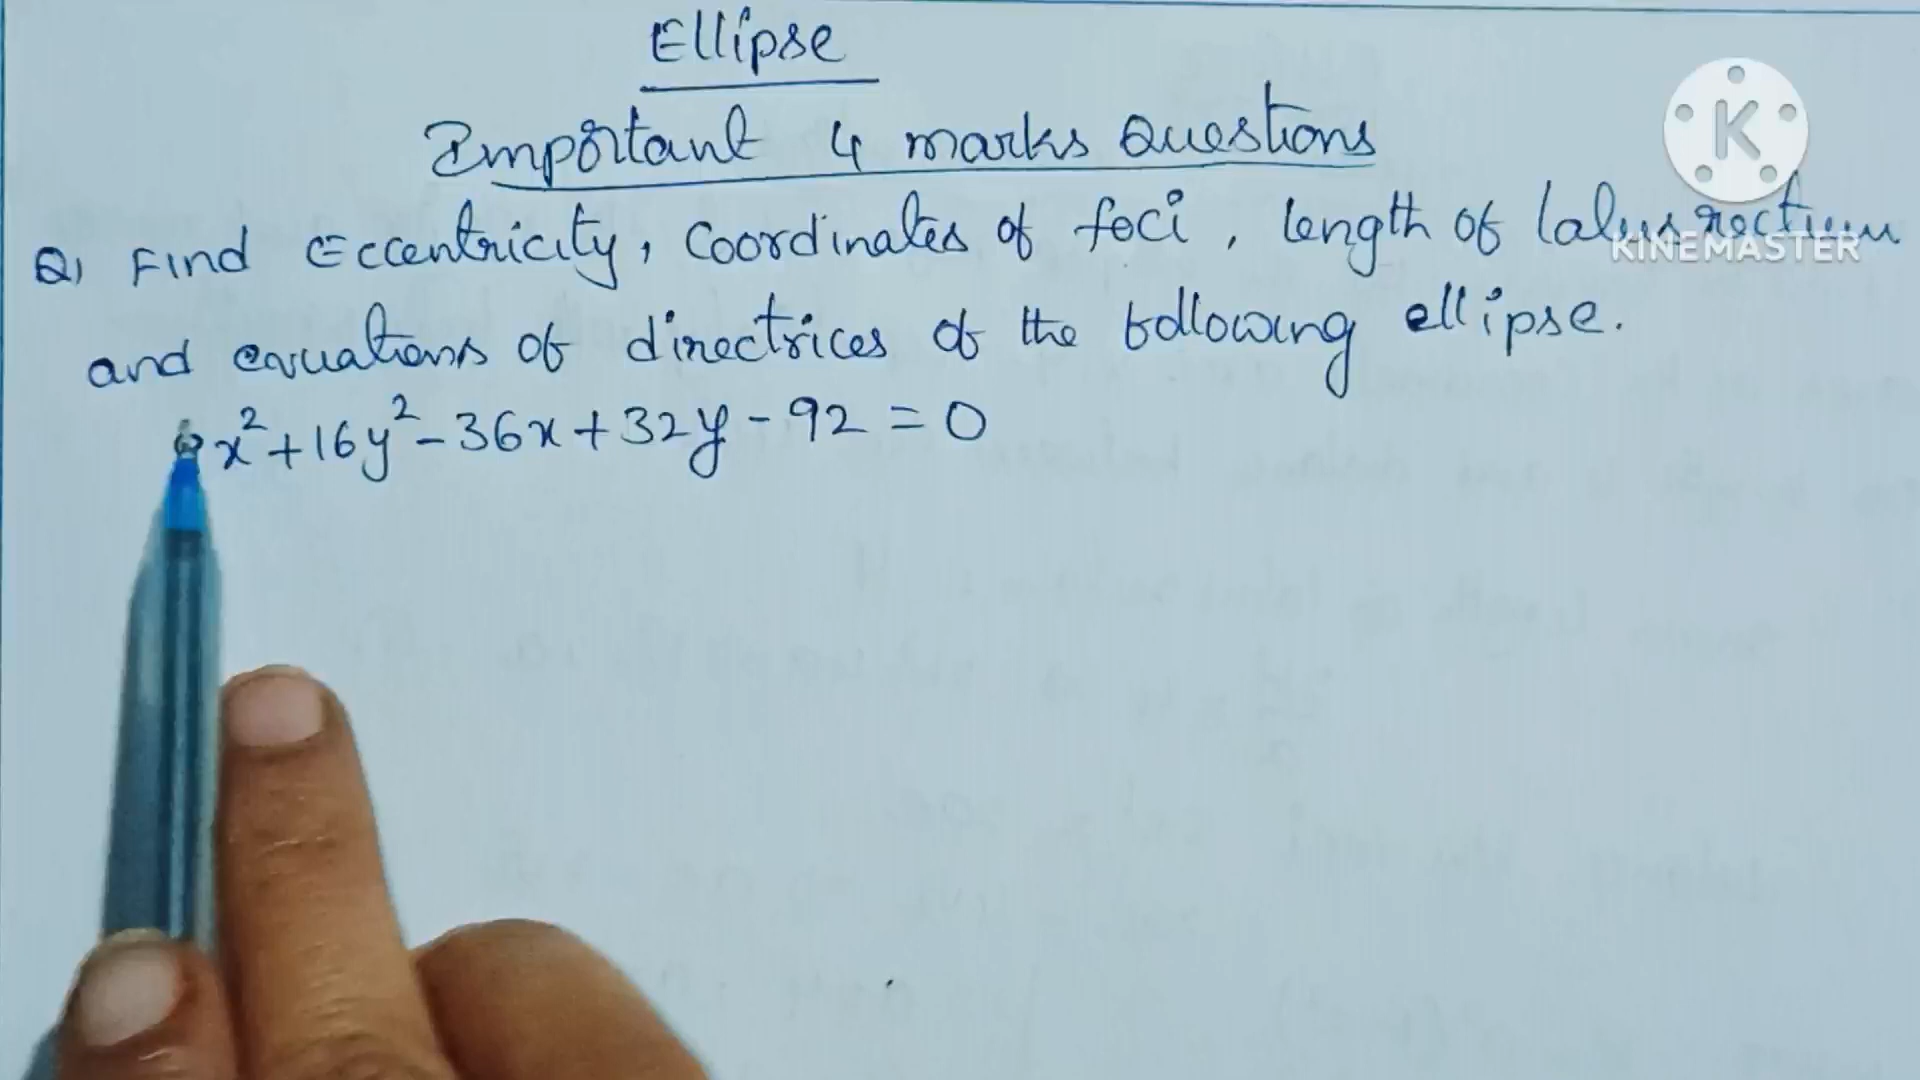 Ellipse
Important 4 marks Questions
Q1 Find Eccentricity, Coordinates of foci, length of latus rectum
KINEMASTER
and equations of directrices of the following ellipse.
x²+16y²-36x+32y-92=0